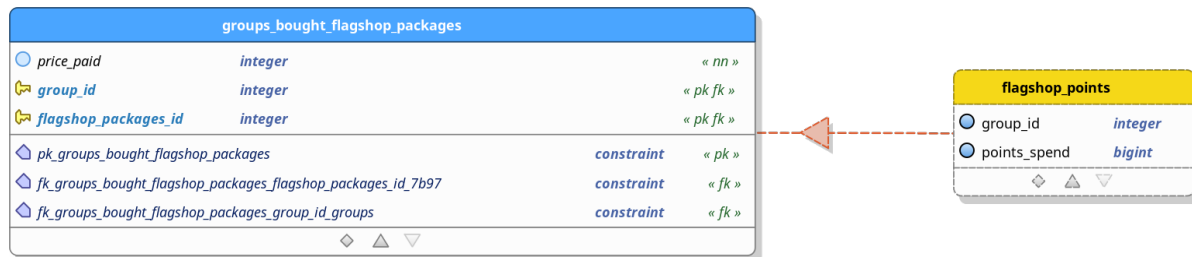 groups_bought_flagshop_packages
price_paid integer « nn »
group_id integer « pk fk »
flagshop_packages_id integer « pk fk »
pk_groups_bought_flagshop_packages constraint « pk »
fk_groups_bought_flagshop_packages_flagshop_packages_id_7b97 constraint « fk »
fk_groups_bought_flagshop_packages_group_id_groups constraint « fk »
flagshop_points
group_id integer
points_spend bigint